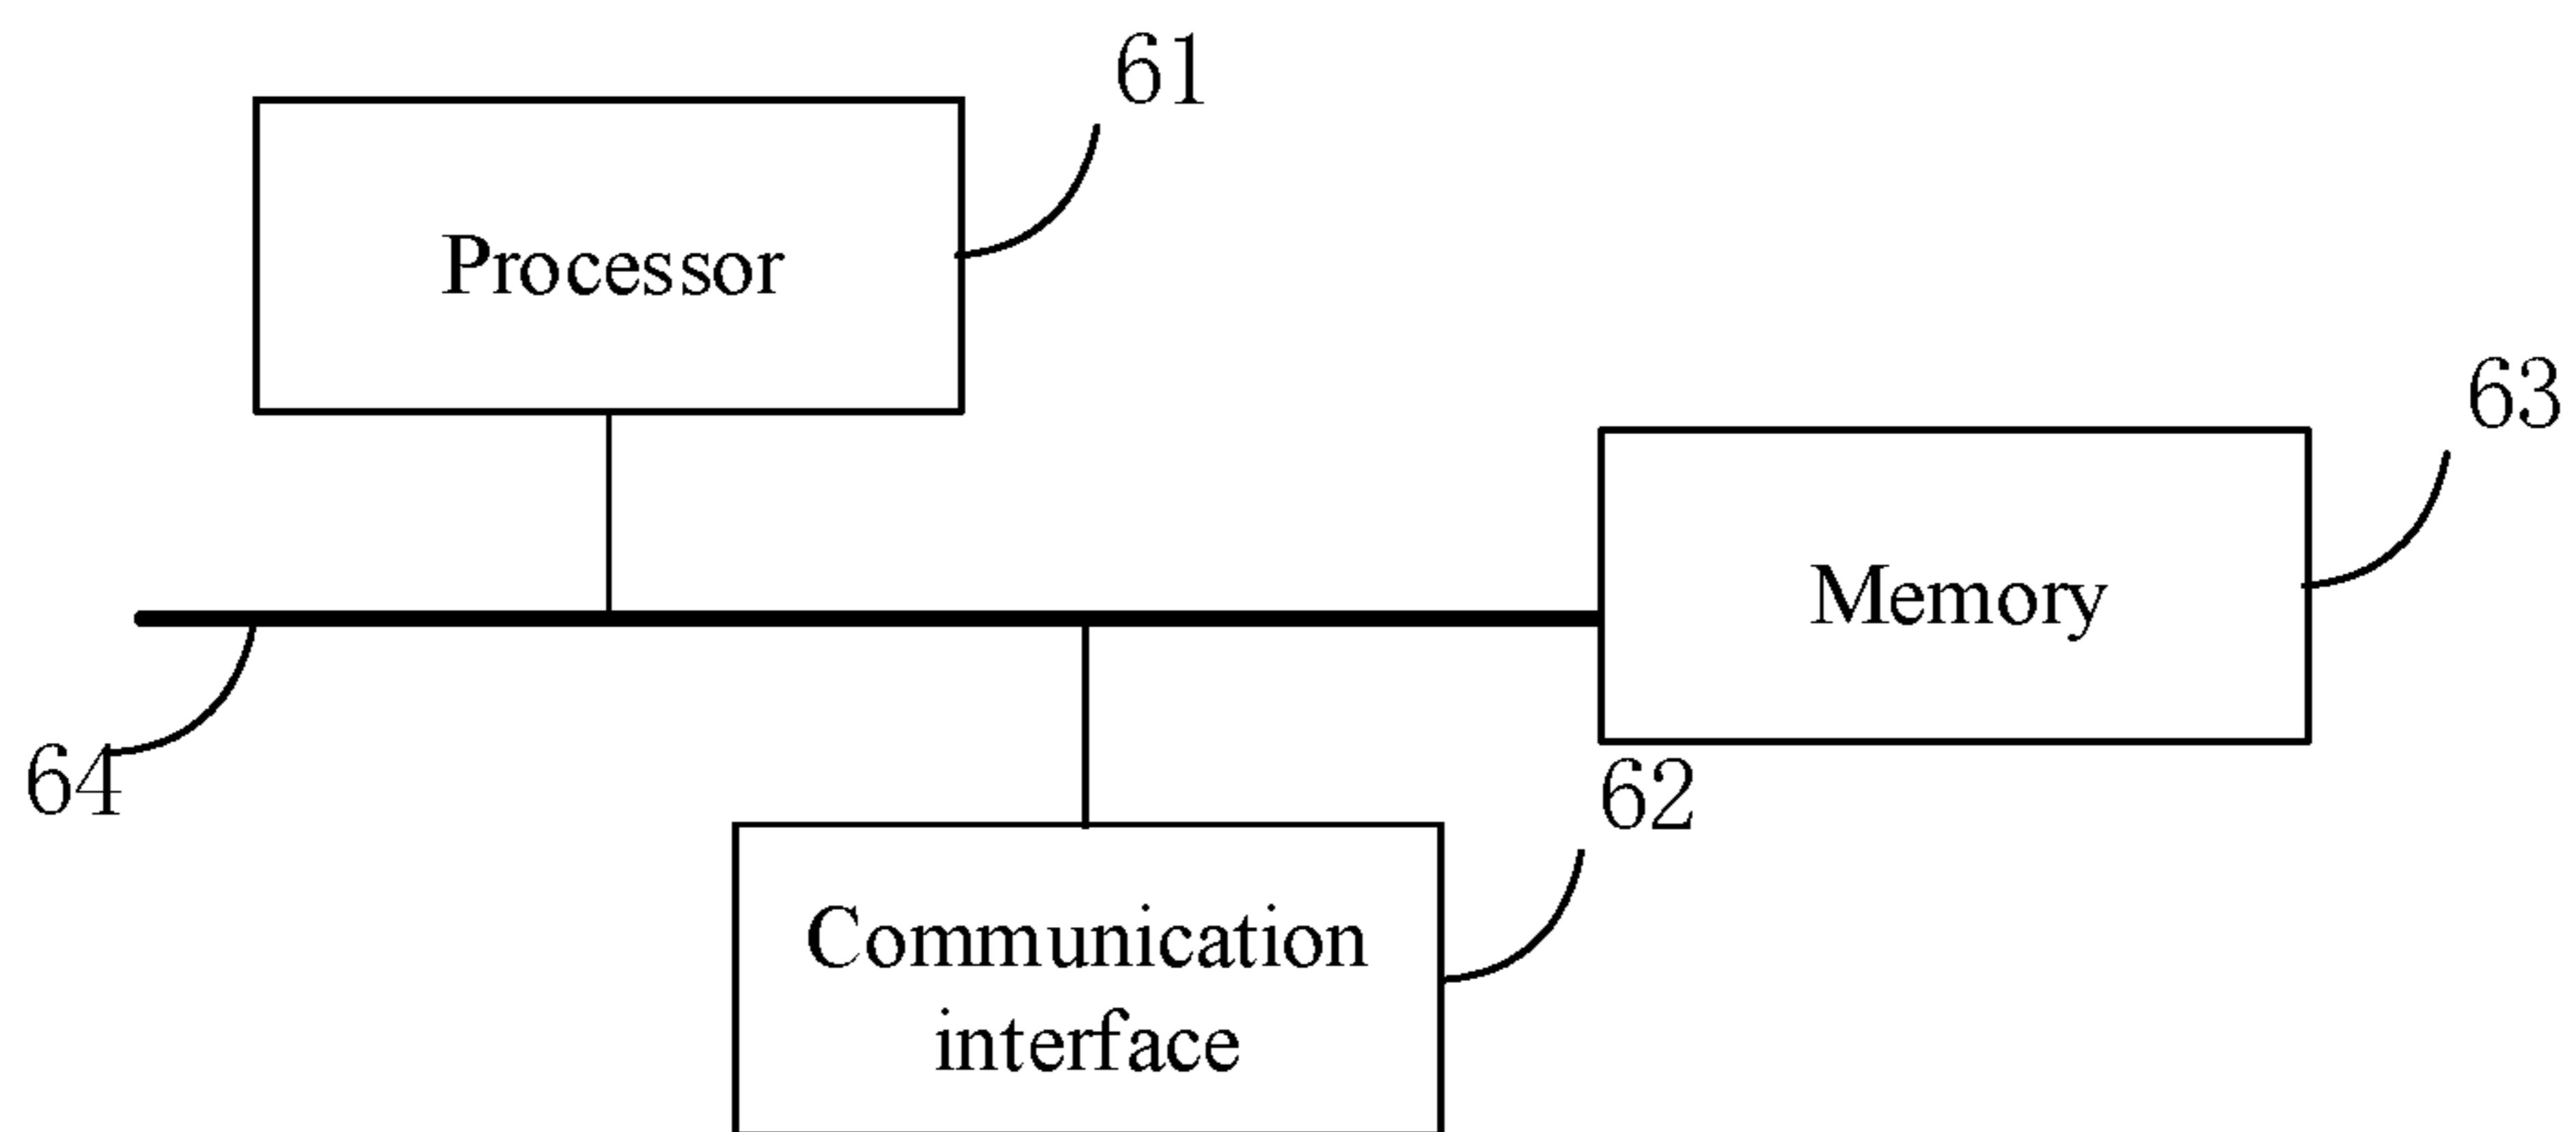 61
Processor
63
Memory
64
62
Communication
interface